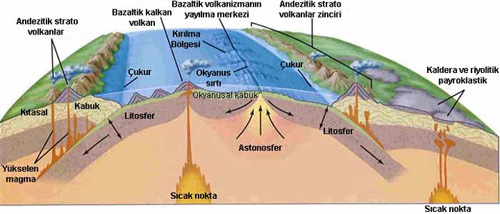 Andezitik strato
volkanlar
Bazaltik kalkan
volkan
Bazaltik volkanizmanın
yayılma merkezi
Andezitik strato
volkanlar zinciri
Kırılma
Bölgesi
Çukur
Okyanus
sırtı
Çukur
Kaldera ve riyolitik
payroklastik
Kıtasal
Kabuk
Okyanusal kabuk
Litosfer
Litosfer
Astonosfer
Yükselen
magma
Sıcak nokta
Sıcak nokta